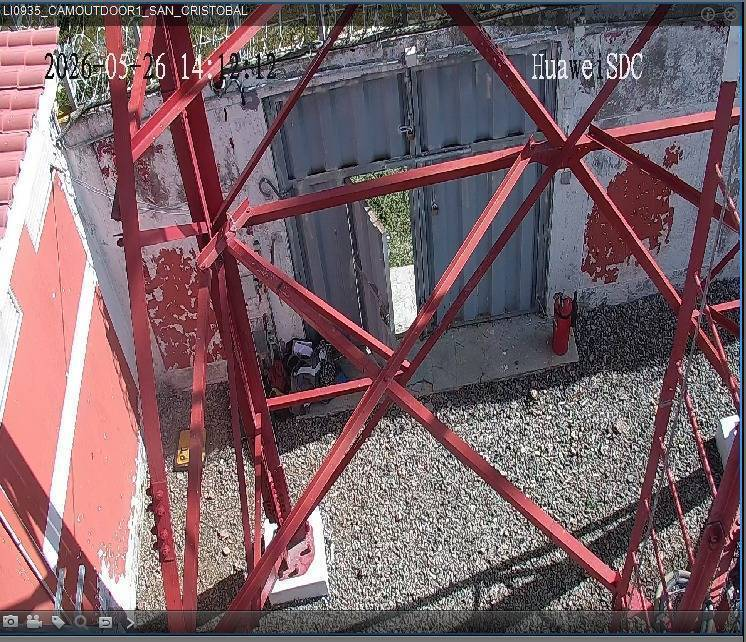 LI0935_CAMOUTDOOR1_SAN_CRISTOBAL
2026-05-26 14:12:12
Huawei SDC